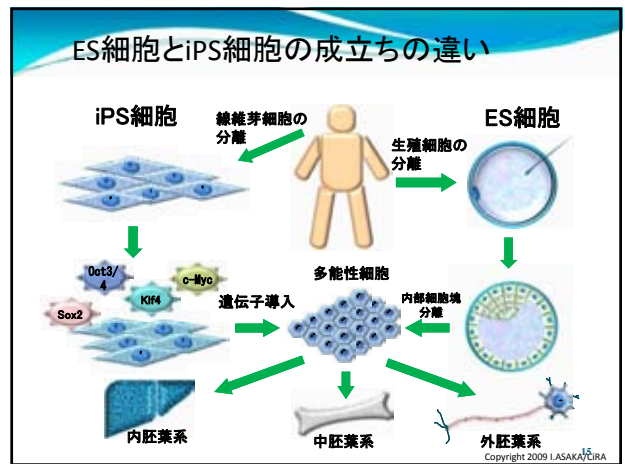 ES細胞とiPS細胞の成立ちの違い
iPS細胞
線維芽細胞の
分離
ES細胞
生殖細胞の
分離
Oct3/
4
c-Myc
Sox2
Klf4
遺伝子導入
多能性細胞
内部細胞塊
分離
内胚葉系
中胚葉系
外胚葉系
15
Copyright 2009 I.ASAKA/CiRA